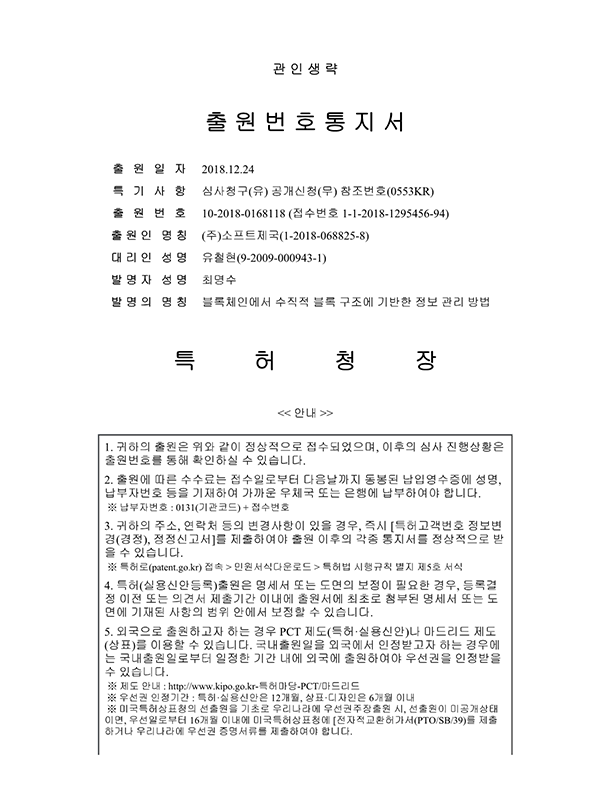 관 인 생 략
출 원 번 호 통 지 서
출 원 일 자 2018.12.24
특 기 사 항 심사청구(유) 공개신청(무) 참조번호(0553KR)
출 원 번 호 10-2018-0168118 (접수번호 1-1-2018-1295456-94)
출원인 명칭 (주)소프트제국(1-2018-068825-8)
대리인 성명 유철현(9-2009-000943-1)
발명자 성명 최명수
발명의 명칭 블록체인에서 수직적 블록 구조에 기반한 정보 관리 방법
특 허 청 장
<< 안내 >>
1. 귀하의 출원은 위와 같이 정상적으로 접수되었으며, 이후의 심사 진행상황은
출원번호를 통해 확인하실 수 있습니다.
2. 출원에 따른 수수료는 접수일로부터 다음날까지 동봉된 납입영수증에 성명,
납부자번호 등을 기재하여 가까운 우체국 또는 은행에 납부하여야 합니다.
※ 납부자번호 : 0131(기관코드) + 접수번호
3. 귀하의 주소, 연락처 등의 변경사항이 있을 경우, 즉시 [특허고객번호 정보변
경(경정), 정정신고서]를 제출하여야 출원 이후의 각종 통지서를 정상적으로 받
을 수 있습니다.
※ 특허로(patent.go.kr) 접속 > 민원서식다운로드 > 특허법 시행규칙 별지 제5호 서식
4. 특허(실용신안등록)출원은 명세서 또는 도면의 보정이 필요한 경우, 등록결
정 이전 또는 의견서 제출기간 이내에 출원서에 최초로 첨부된 명세서 또는 도
면에 기재된 사항의 범위 안에서 보정할 수 있습니다.
5. 외국으로 출원하고자 하는 경우 PCT 제도(특허·실용신안)나 마드리드 제도
(상표)를 이용할 수 있습니다. 국내출원일을 외국에서 인정받고자 하는 경우에
는 국내출원일로부터 일정한 기간 내에 외국에 출원하여야 우선권을 인정받을
수 있습니다.
※ 제도 안내 : http://www.kipo.go.kr-특허마당-PCT/마드리드
※ 우선권 인정기간 : 특허·실용신안은 12개월, 상표·디자인은 6개월 이내
※ 미국특허상표청의 선출원을 기초로 우리나라에 우선권주장출원 시, 선출원이 미공개상태
이면, 우선일로부터 16개월 이내에 미국특허상표청에 [전자적교환허가서(PTO/SB/39)를 제출
하거나 우리나라에 우선권 증명서류를 제출하여야 합니다.